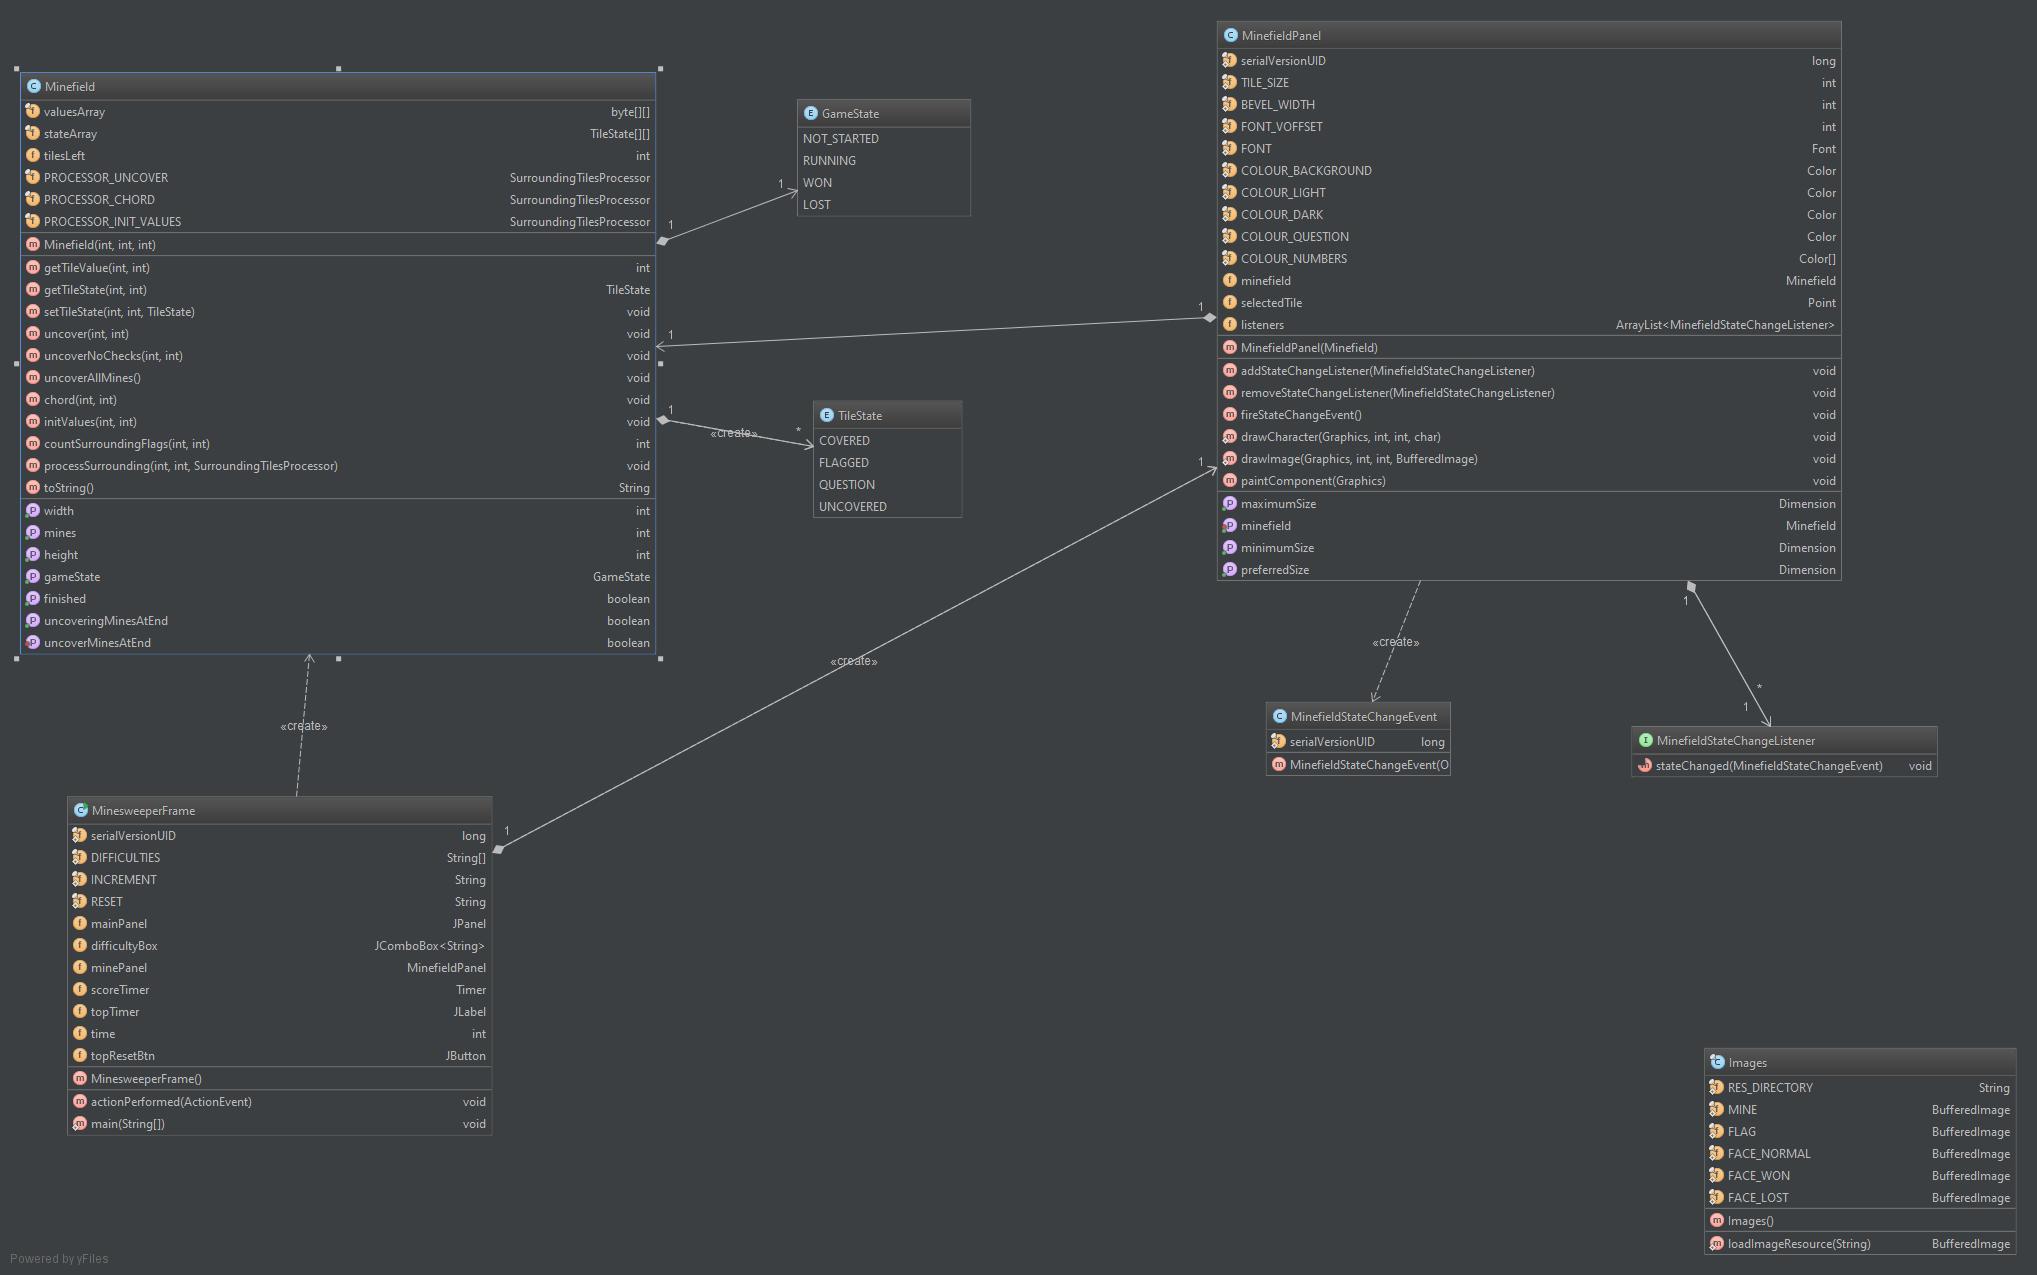 Minefield
valuesArray byte[][]
stateArray TileState[][]
tilesLeft int
PROCESSOR_UNCOVER SurroundingTilesProcessor
PROCESSOR_CHORD SurroundingTilesProcessor
PROCESSOR_INIT_VALUES SurroundingTilesProcessor
Minefield(int, int, int)
getTileValue(int, int) int
getTileState(int, int) TileState
setTileState(int, int, TileState) void
uncover(int, int) void
uncoverNoChecks(int, int) void
uncoverAllMines() void
chord(int, int) void
initValues(int, int) void
countSurroundingFlags(int, int) int
processSurrounding(int, int, SurroundingTilesProcessor) void
toString() String
width int
mines int
height int
gameState GameState
finished boolean
uncoveringMinesAtEnd boolean
uncoverMinesAtEnd boolean
1
1
GameState
NOT_STARTED
RUNNING
WON
LOST
1
1
1
«create»
*
TileState
COVERED
FLAGGED
QUESTION
UNCOVERED
MinefieldPanel
serialVersionUID long
TILE_SIZE int
BEVEL_WIDTH int
FONT_VOFFSET int
FONT Font
COLOUR_BACKGROUND Color
COLOUR_LIGHT Color
COLOUR_DARK Color
COLOUR_QUESTION Color
COLOUR_NUMBERS Color[]
minefield Minefield
selectedTile Point
listeners ArrayList<MinefieldStateChangeListener>
MinefieldPanel(Minefield)
addStateChangeListener(MinefieldStateChangeListener) void
removeStateChangeListener(MinefieldStateChangeListener) void
fireStateChangeEvent() void
drawCharacter(Graphics, int, int, char) void
drawImage(Graphics, int, int, BufferedImage) void
paintComponent(Graphics) void
maximumSize Dimension
minefield Minefield
minimumSize Dimension
preferredSize Dimension
1
«create»
1
«create»
1
*
1
MinefieldStateChangeEvent
serialVersionUID long
MinefieldStateChangeEvent(O
MinefieldStateChangeListener
stateChanged(MinefieldStateChangeEvent) void
«create»
MinesweeperFrame
serialVersionUID long
DIFFICULTIES String[]
INCREMENT String
RESET String
mainPanel JPanel
difficultyBox JComboBox<String>
minePanel MinefieldPanel
scoreTimer Timer
topTimer JLabel
time int
topResetBtn JButton
MinesweeperFrame()
actionPerformed(ActionEvent) void
main(String[]) void
1
Images
RES_DIRECTORY String
MINE BufferedImage
FLAG BufferedImage
FACE_NORMAL BufferedImage
FACE_WON BufferedImage
FACE_LOST BufferedImage
Images()
loadImageResource(String) BufferedImage
Powered by yFiles